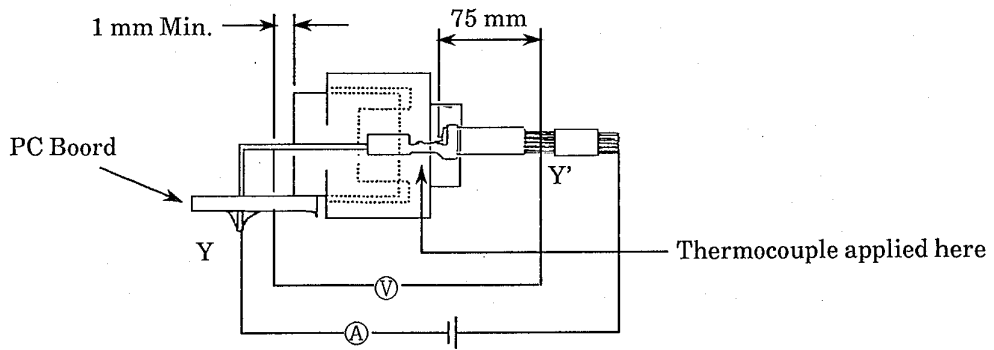 1 mm Min.
75 mm
PC Boord
Y'
Y
Thermocouple applied here
V
A